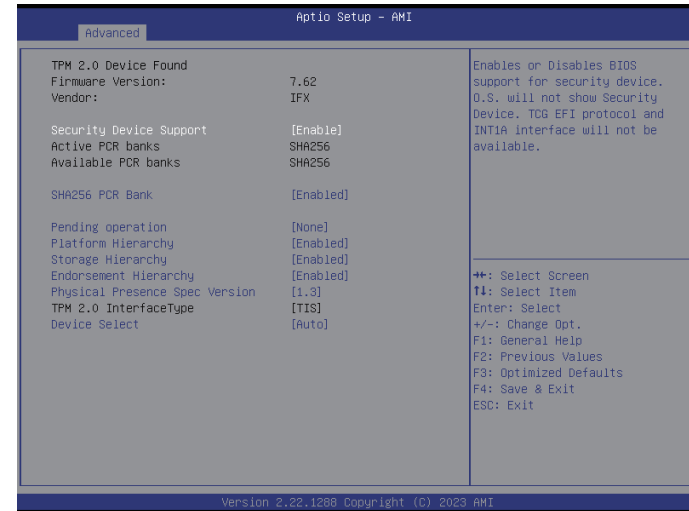 Aptio Setup – AMI
Advanced
TPM 2.0 Device Found
Firmware Version: 7.62
Vendor: IFX
Security Device Support [Enable]
Active PCR banks SHA256
Available PCR banks SHA256
SHA256 PCR Bank [Enabled]
Pending operation [None]
Platform Hierarchy [Enabled]
Storage Hierarchy [Enabled]
Endorsement Hierarchy [Enabled]
Physical Presence Spec Version [1.3]
TPM 2.0 InterfaceType [TIS]
Device Select [Auto]
Enables or Disables BIOS
support for security device.
O.S. will not show Security
Device. TCG EFI protocol and
INT1A interface will not be
available.
→←: Select Screen
↑↓: Select Item
Enter: Select
+/-: Change Opt.
F1: General Help
F2: Previous Values
F3: Optimized Defaults
F4: Save & Exit
ESC: Exit
Version 2.22.1288 Copyright (C) 2023 AMI